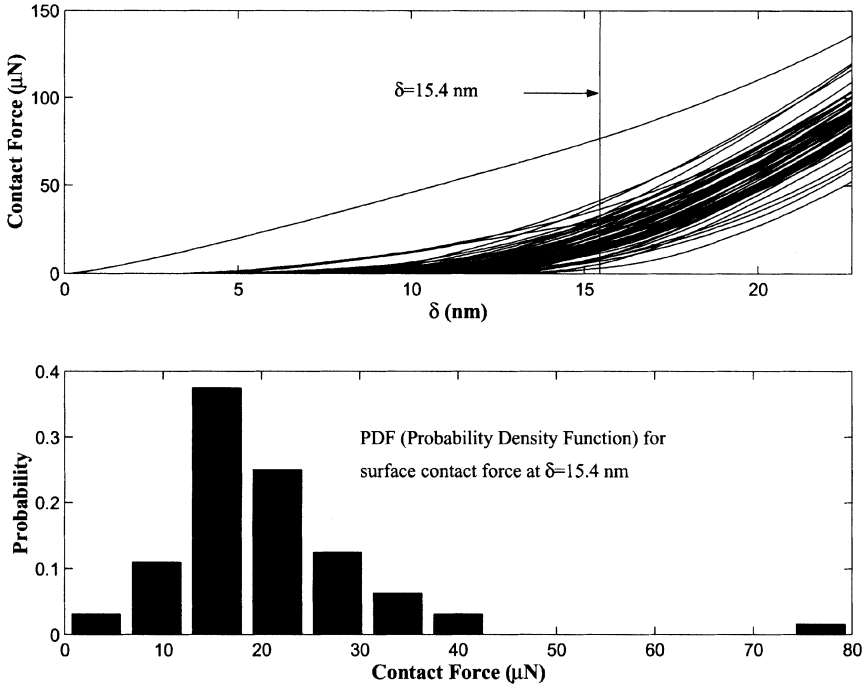 150
100
50
0
Contact Force (μN)
δ=15.4 nm
0 5 10 15 20
δ (nm)
0.4
0.3
0.2
0.1
0
Probability
PDF (Probability Density Function) for
surface contact force at δ=15.4 nm
0 10 20 30 40 50 60 70 80
Contact Force (μN)